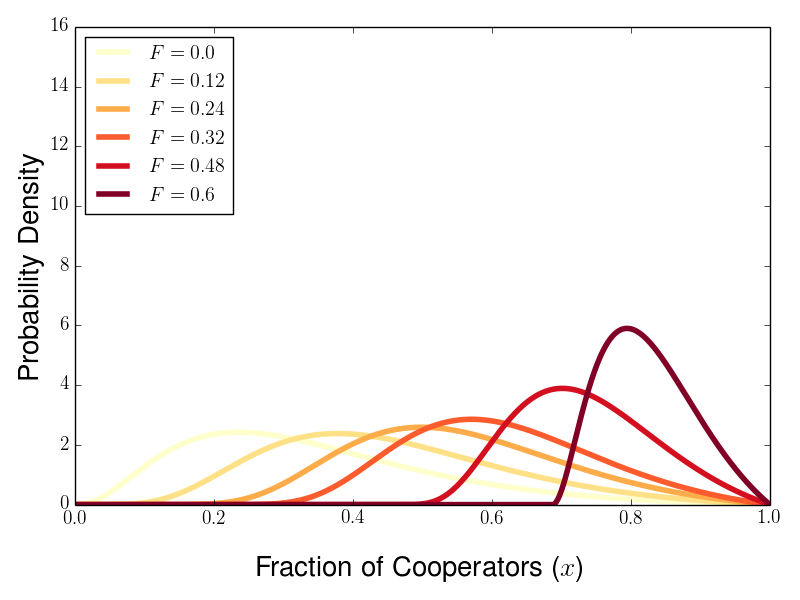 16
14
12
10
8
6
4
2
0
Probability Density
F = 0.0
F = 0.12
F = 0.24
F = 0.32
F = 0.48
F = 0.6
0.0 0.2 0.4 0.6 0.8 1.0
Fraction of Cooperators (x)